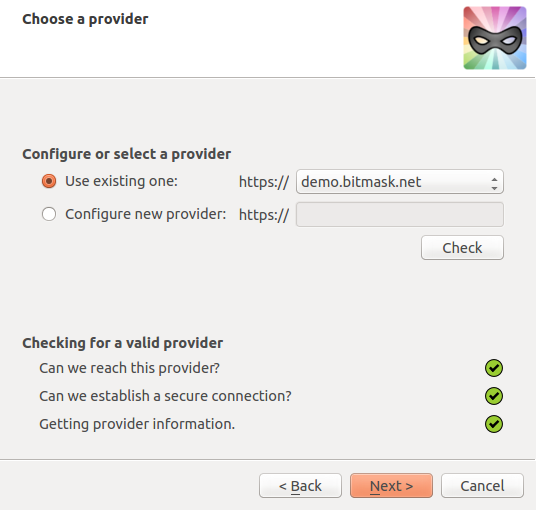 Choose a provider
Configure or select a provider
Use existing one: https:// demo.bitmask.net
Configure new provider: https://
Check
Checking for a valid provider
Can we reach this provider?
Can we establish a secure connection?
Getting provider information.
< Back Next > Cancel